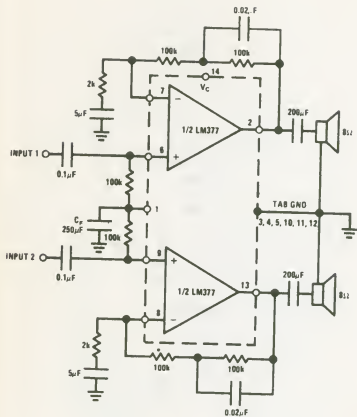 0.02µF
100k
100k
2k
14
VC
7
−
2
5µF
200µF
8Ω
1/2 LM377
INPUT 1
6
+
0.1µF
100k
TAB GND
3, 4, 5, 10, 11, 12
CF
250µF
1
100k
INPUT 2
9
+
0.1µF
1/2 LM377
13
200µF
8Ω
8
−
2k
5µF
100k
100k
0.02µF